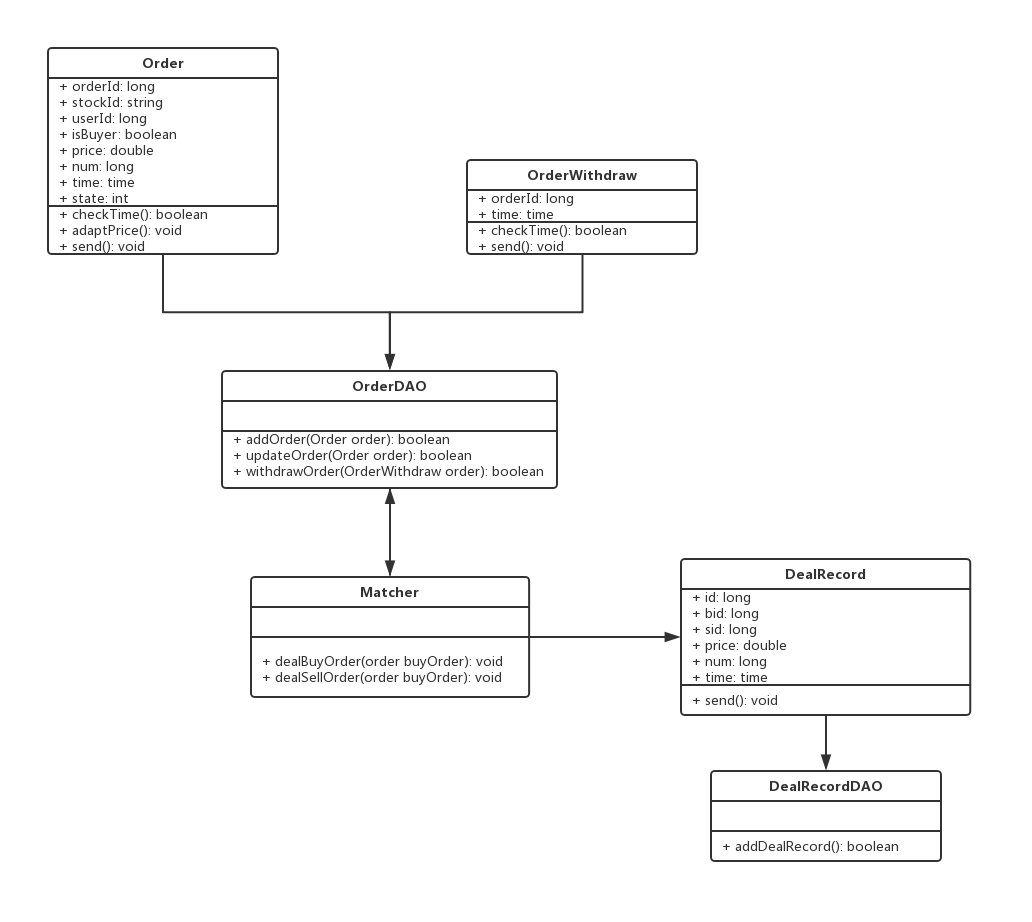 Order
+ orderId: long
+ stockId: string
+ userId: long
+ isBuyer: boolean
+ price: double
+ num: long
+ time: time
+ state: int
+ checkTime(): boolean
+ adaptPrice(): void
+ send(): void
OrderWithdraw
+ orderId: long
+ time: time
+ checkTime(): boolean
+ send(): void
OrderDAO
+ addOrder(Order order): boolean
+ updateOrder(Order order): boolean
+ withdrawOrder(OrderWithdraw order): boolean
Matcher
+ dealBuyOrder(order buyOrder): void
+ dealSellOrder(order buyOrder): void
DealRecord
+ id: long
+ bid: long
+ sid: long
+ price: double
+ num: long
+ time: time
+ send(): void
DealRecordDAO
+ addDealRecord(): boolean